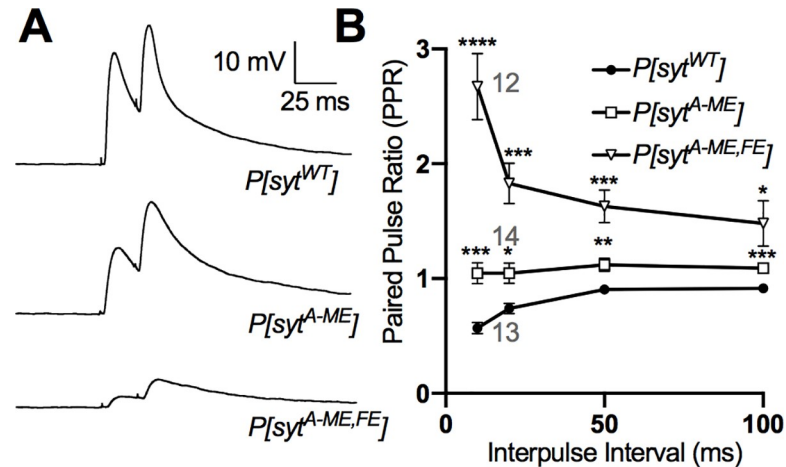 A
10 mV
25 ms
P[syt^WT]
P[syt^A-ME]
P[syt^A-ME,FE]
B
Paired Pulse Ratio (PPR)
3
2
1
0
****
12
***
***
*
14
***
*
**
***
13
P[syt^WT]
P[syt^A-ME]
P[syt^A-ME,FE]
0
50
100
Interpulse Interval (ms)